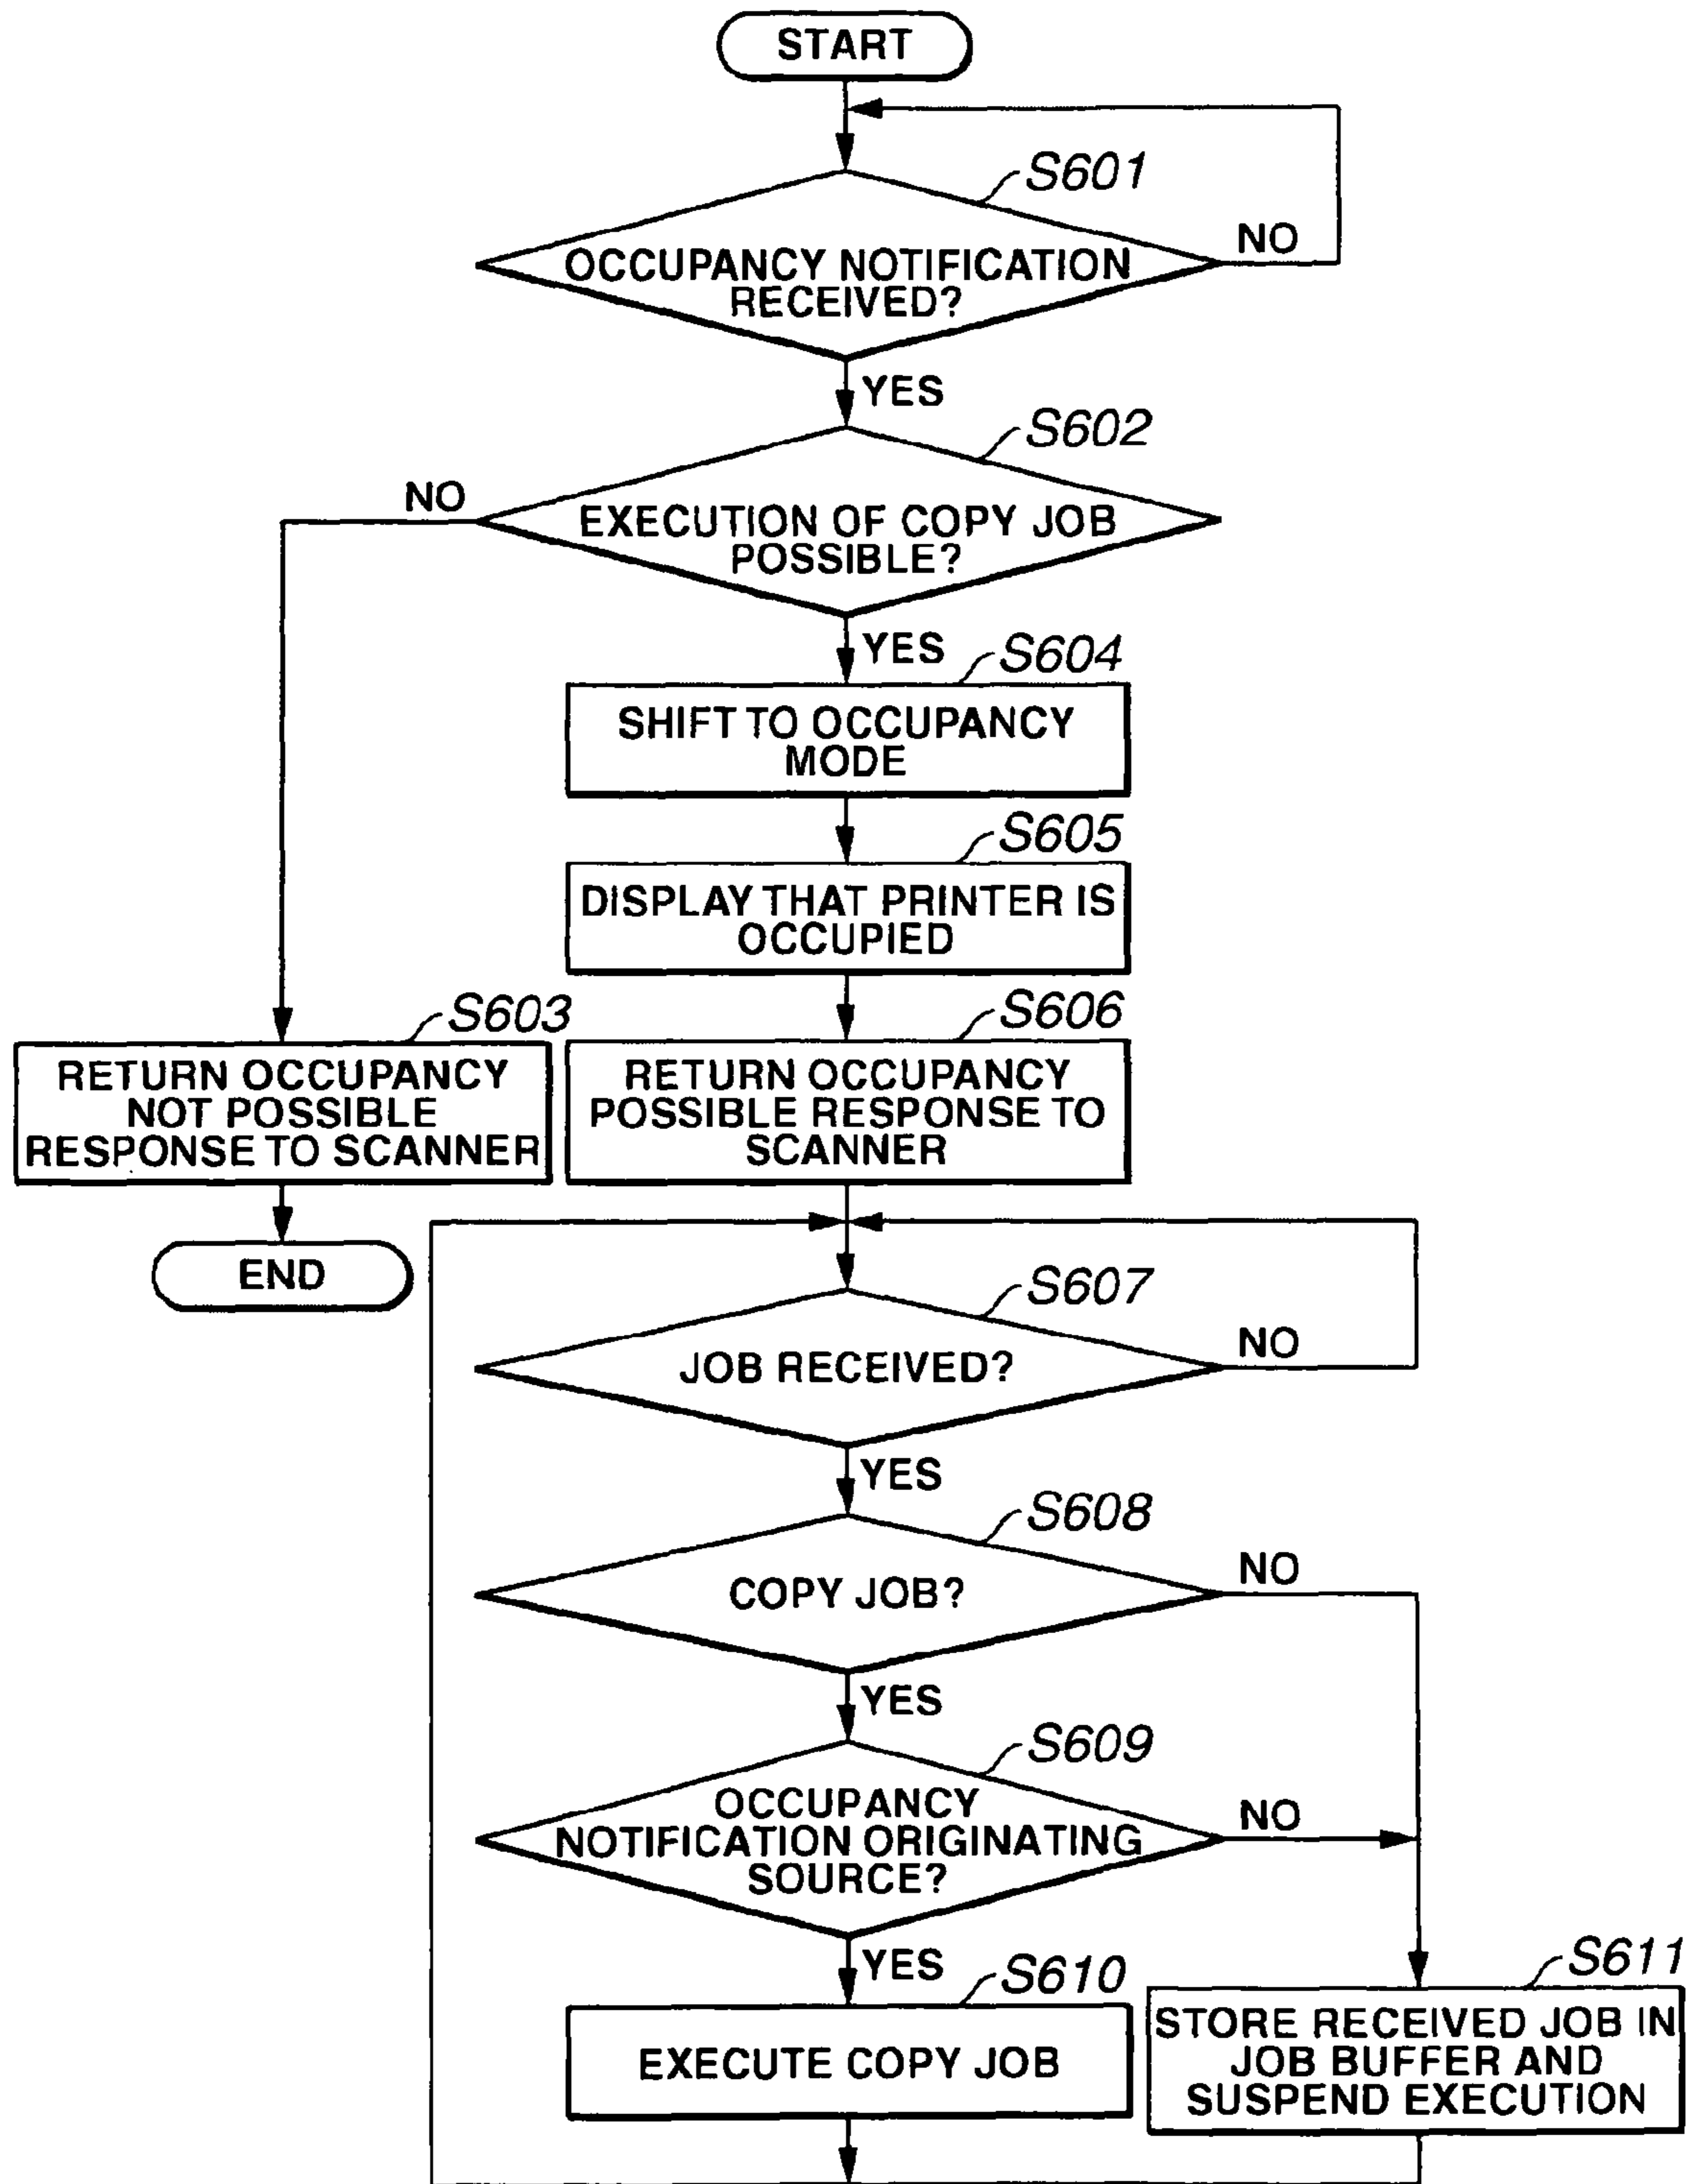 START
S601
OCCUPANCY NOTIFICATION
RECEIVED?
NO
YES
S602
NO
EXECUTION OF COPY JOB
POSSIBLE?
YES
S604
SHIFT TO OCCUPANCY
MODE
S605
DISPLAY THAT PRINTER IS
OCCUPIED
S603
RETURN OCCUPANCY
NOT POSSIBLE
RESPONSE TO SCANNER
END
S606
RETURN OCCUPANCY
POSSIBLE RESPONSE TO
SCANNER
S607
JOB RECEIVED?
NO
YES
S608
COPY JOB?
NO
YES
S609
OCCUPANCY
NOTIFICATION ORIGINATING
SOURCE?
NO
YES
S610
EXECUTE COPY JOB
S611
STORE RECEIVED JOB IN
JOB BUFFER AND
SUSPEND EXECUTION